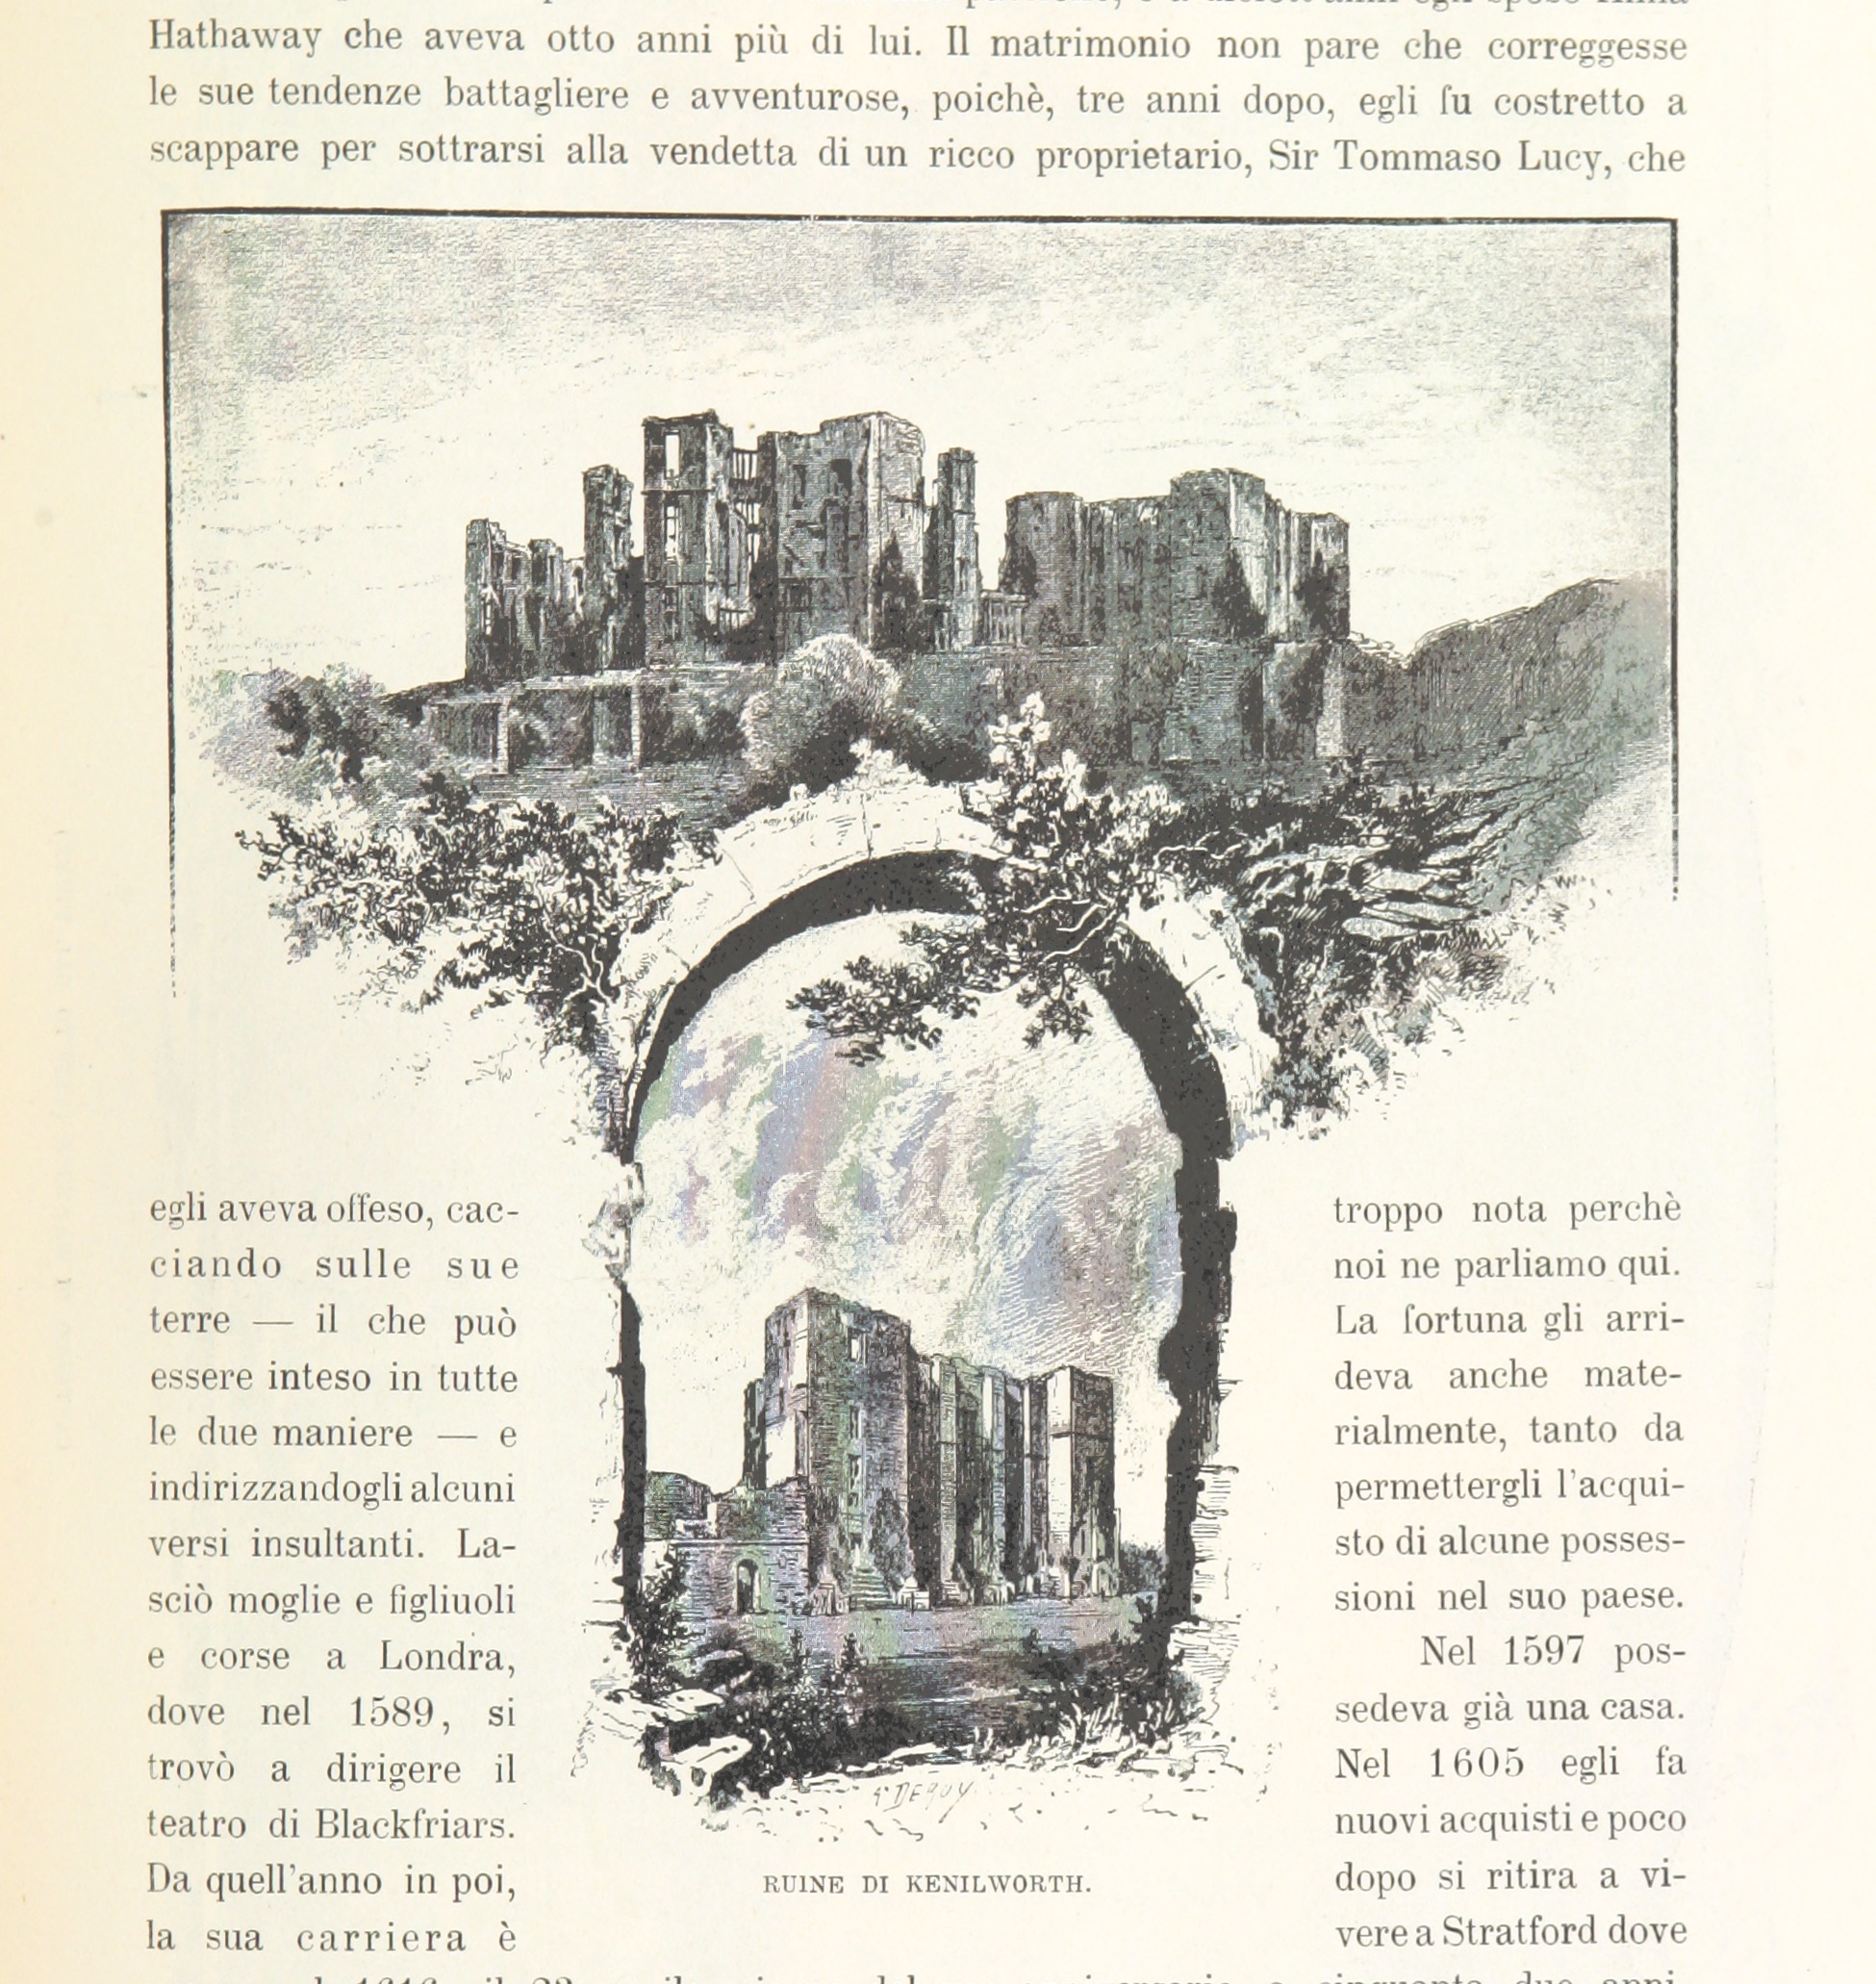 Hathaway che aveva otto anni più di lui. Il matrimonio non pare che correggesse
le sue tendenze battagliere e avventurose, poichè, tre anni dopo, egli fu costretto a
scappare per sottrarsi alla vendetta di un ricco proprietario, Sir Tommaso Lucy, che
egli aveva offeso, cac-
ciando sulle sue
terre — il che può
essere inteso in tutte
le due maniere — e
indirizzandogli alcuni
versi insultanti. La-
sciò moglie e figliuoli
e corse a Londra,
dove nel 1589, si
trovò a dirigere il
teatro di Blackfriars.
Da quell'anno in poi,
la sua carriera è
troppo nota perchè
noi ne parliamo qui.
La fortuna gli arri-
deva anche mate-
rialmente, tanto da
permettergli l'acqui-
sto di alcune posses-
sioni nel suo paese.
Nel 1597 pos-
sedeva già una casa.
Nel 1605 egli fa
nuovi acquisti e poco
dopo si ritira a vi-
vere a Stratford dove
DEROY
RUINE DI KENILWORTH.